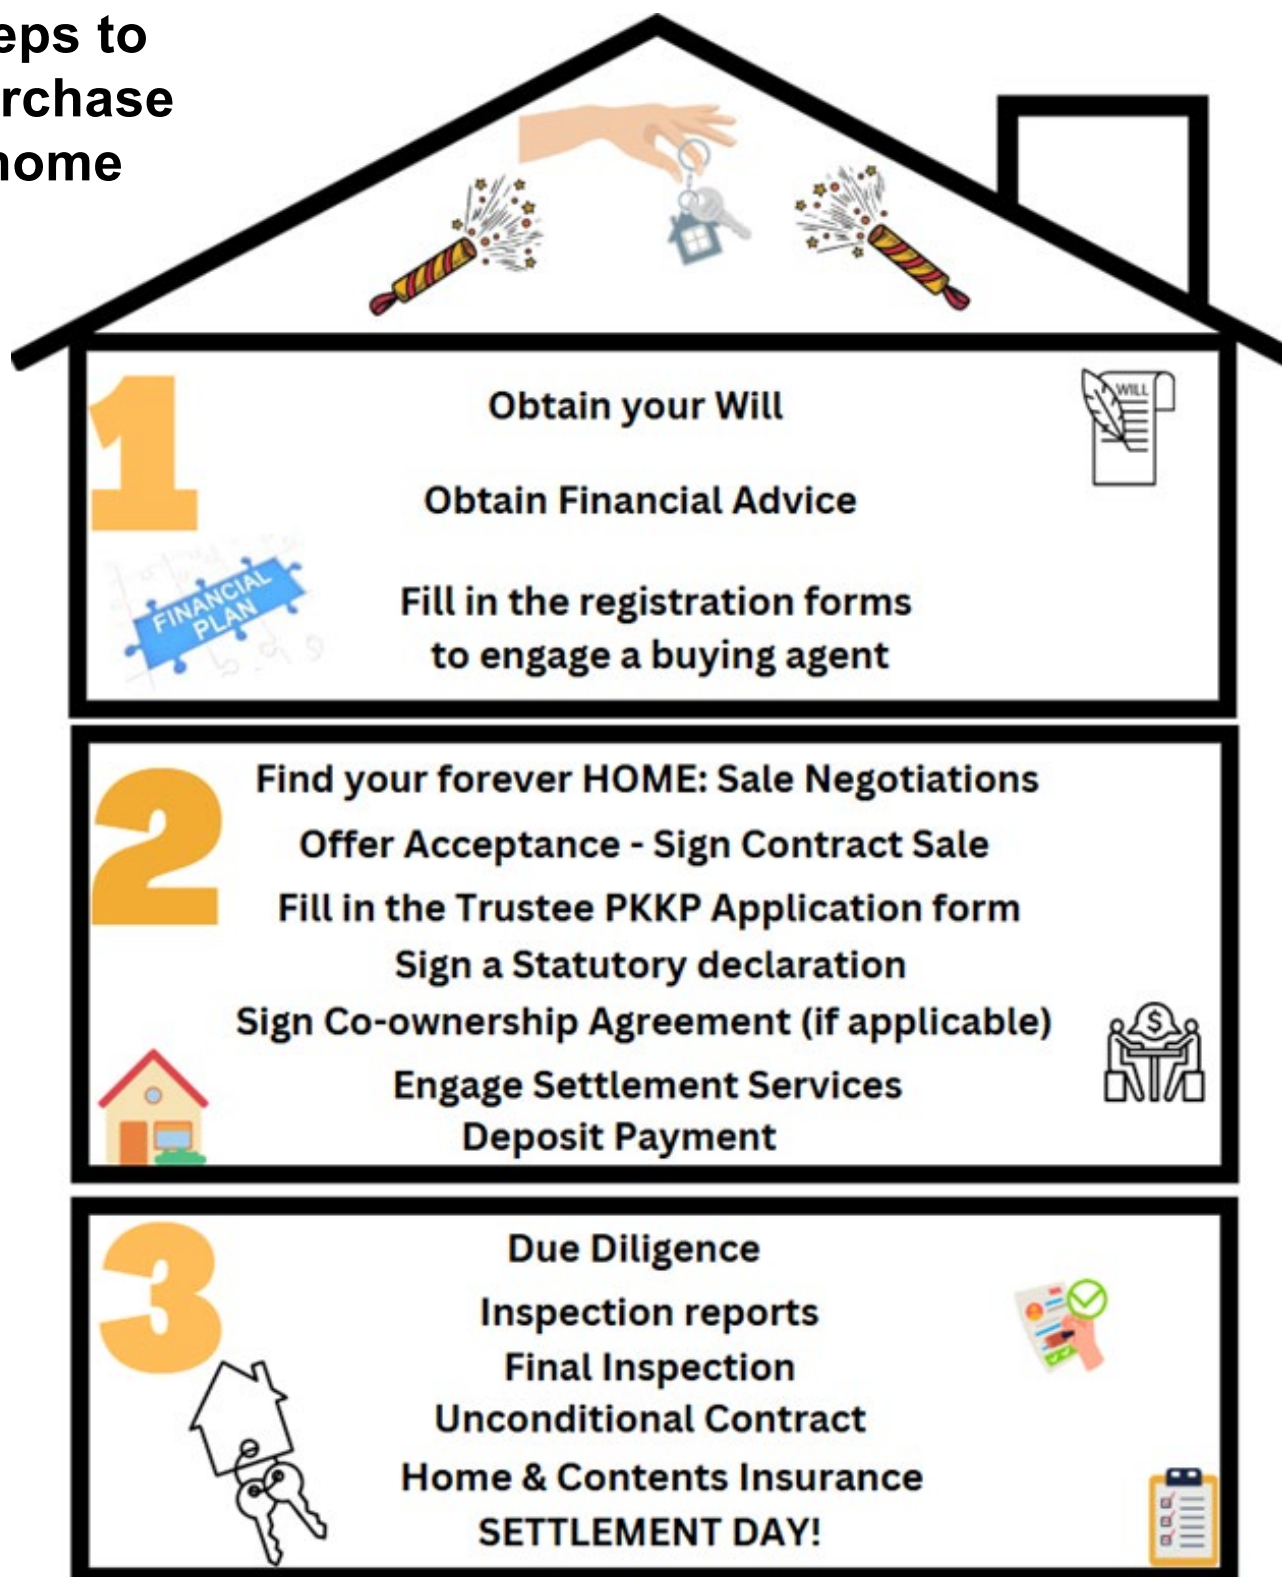 eps to
rchase
home
1
Obtain your Will
WILL
Obtain Financial Advice
FINANCIAL
PLAN
Fill in the registration forms
to engage a buying agent
2
Find your forever HOME: Sale Negotiations
Offer Acceptance - Sign Contract Sale
Fill in the Trustee PKKP Application form
Sign a Statutory declaration
Sign Co-ownership Agreement (if applicable)
$
Engage Settlement Services
Deposit Payment
3
Due Diligence
Inspection reports
Final Inspection
Unconditional Contract
Home & Contents Insurance
SETTLEMENT DAY!